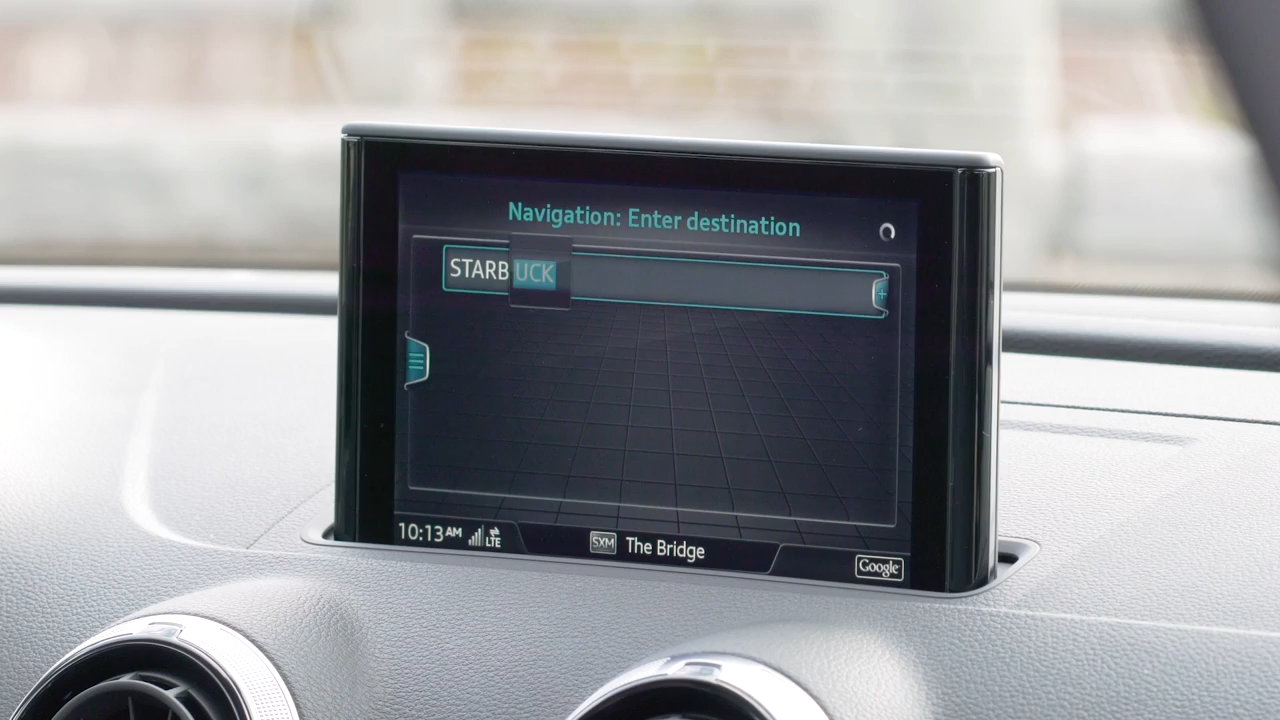 Navigation: Enter destination
STARBUCK
10:13 AM LTE SXM The Bridge Google